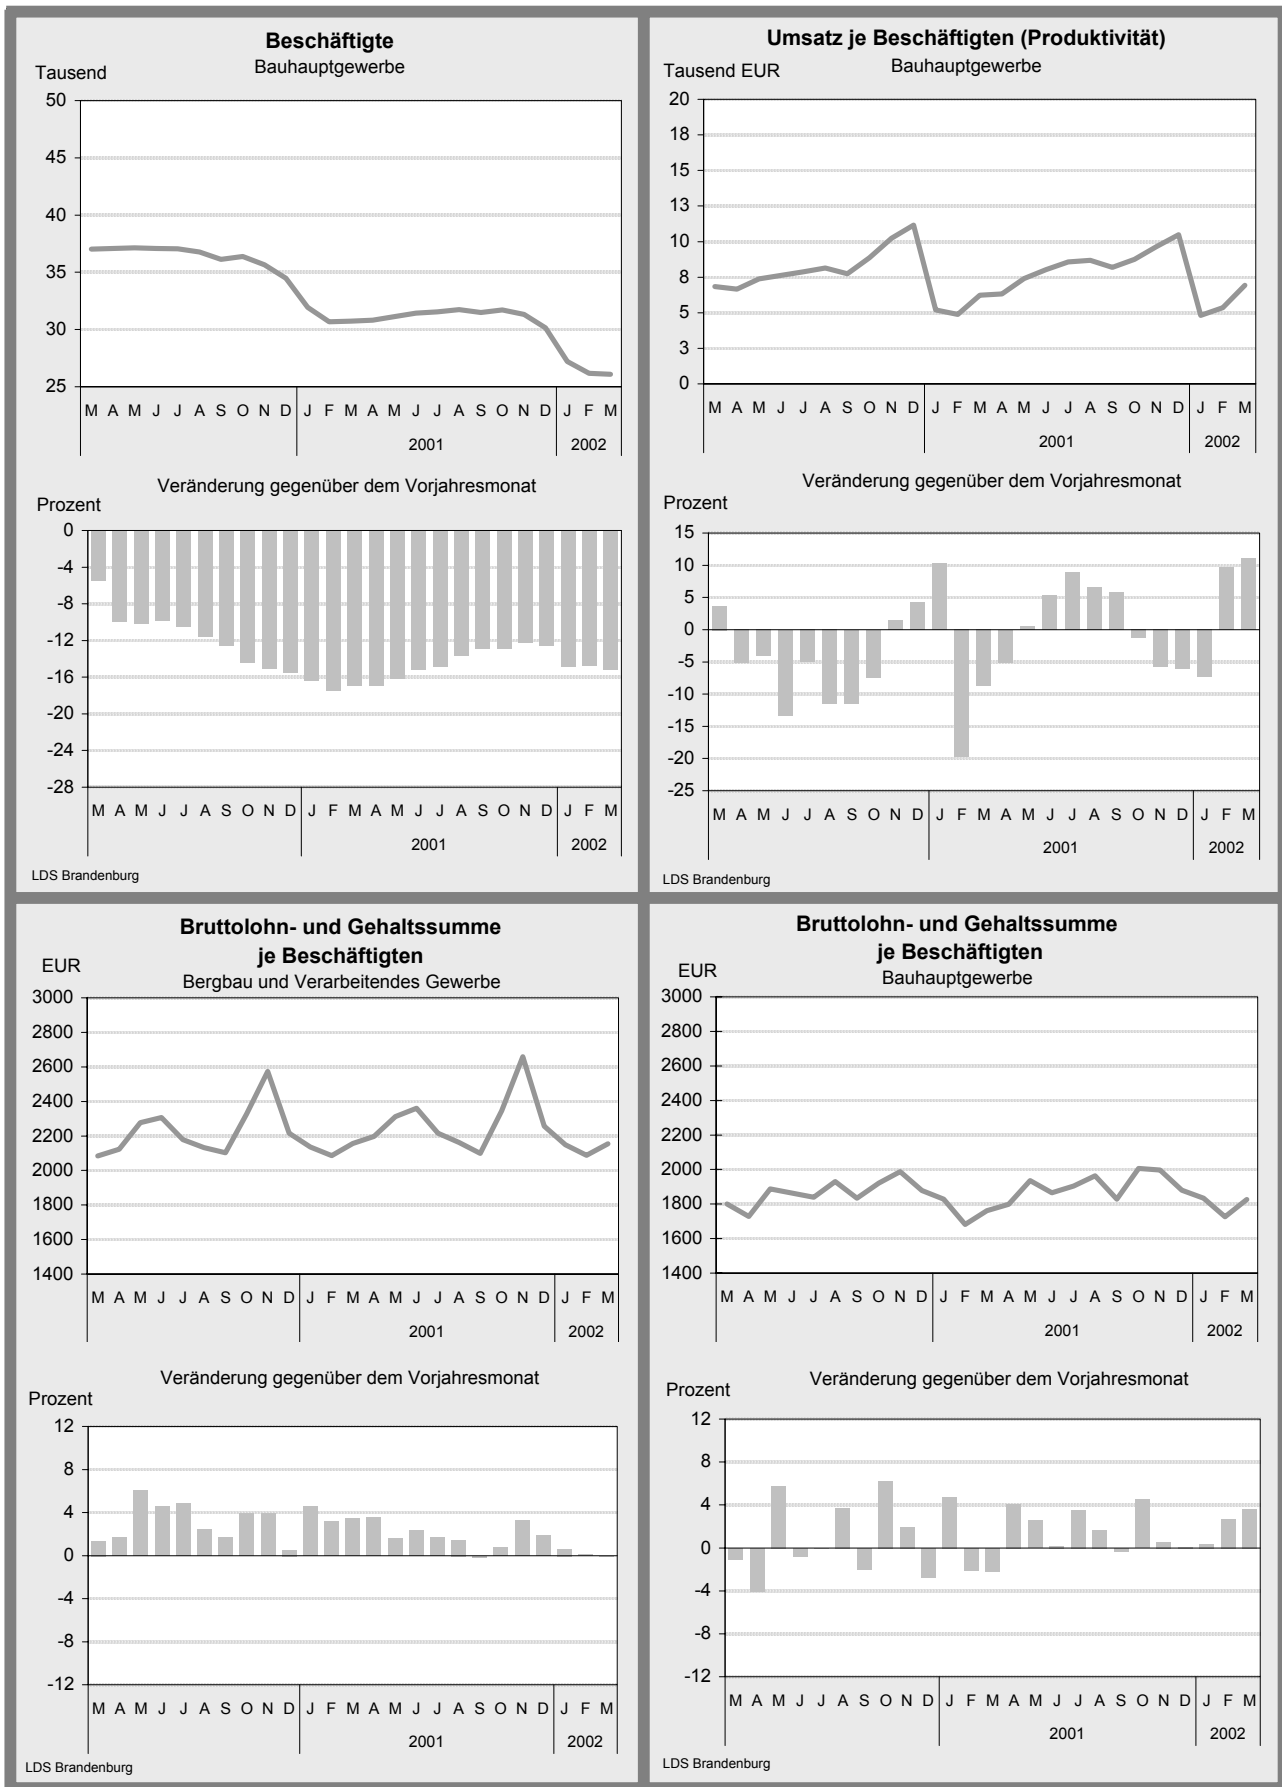 Beschäftigte
Bauhauptgewerbe
Tausend
50
45
40
35
30
25
M A M J J A S O N D J F M A M J J A S O N D J F M
2001 2002
Veränderung gegenüber dem Vorjahresmonat
Prozent
0
-4
-8
-12
-16
-20
-24
-28
M A M J J A S O N D J F M A M J J A S O N D J F M
2001 2002
LDS Brandenburg
Umsatz je Beschäftigten (Produktivität)
Bauhauptgewerbe
Tausend EUR
20
18
15
13
10
8
5
3
0
M A M J J A S O N D J F M A M J J A S O N D J F M
2001 2002
Veränderung gegenüber dem Vorjahresmonat
Prozent
15
10
5
0
-5
-10
-15
-20
-25
M A M J J A S O N D J F M A M J J A S O N D J F M
2001 2002
LDS Brandenburg
Bruttolohn- und Gehaltssumme
je Beschäftigten
EUR
Bergbau und Verarbeitendes Gewerbe
3000
2800
2600
2400
2200
2000
1800
1600
1400
M A M J J A S O N D J F M A M J J A S O N D J F M
2001 2002
Veränderung gegenüber dem Vorjahresmonat
Prozent
12
8
4
0
-4
-8
-12
M A M J J A S O N D J F M A M J J A S O N D J F M
2001 2002
LDS Brandenburg
Bruttolohn- und Gehaltssumme
je Beschäftigten
EUR
Bauhauptgewerbe
3000
2800
2600
2400
2200
2000
1800
1600
1400
M A M J J A S O N D J F M A M J J A S O N D J F M
2001 2002
Veränderung gegenüber dem Vorjahresmonat
Prozent
12
8
4
0
-4
-8
-12
M A M J J A S O N D J F M A M J J A S O N D J F M
2001 2002
LDS Brandenburg